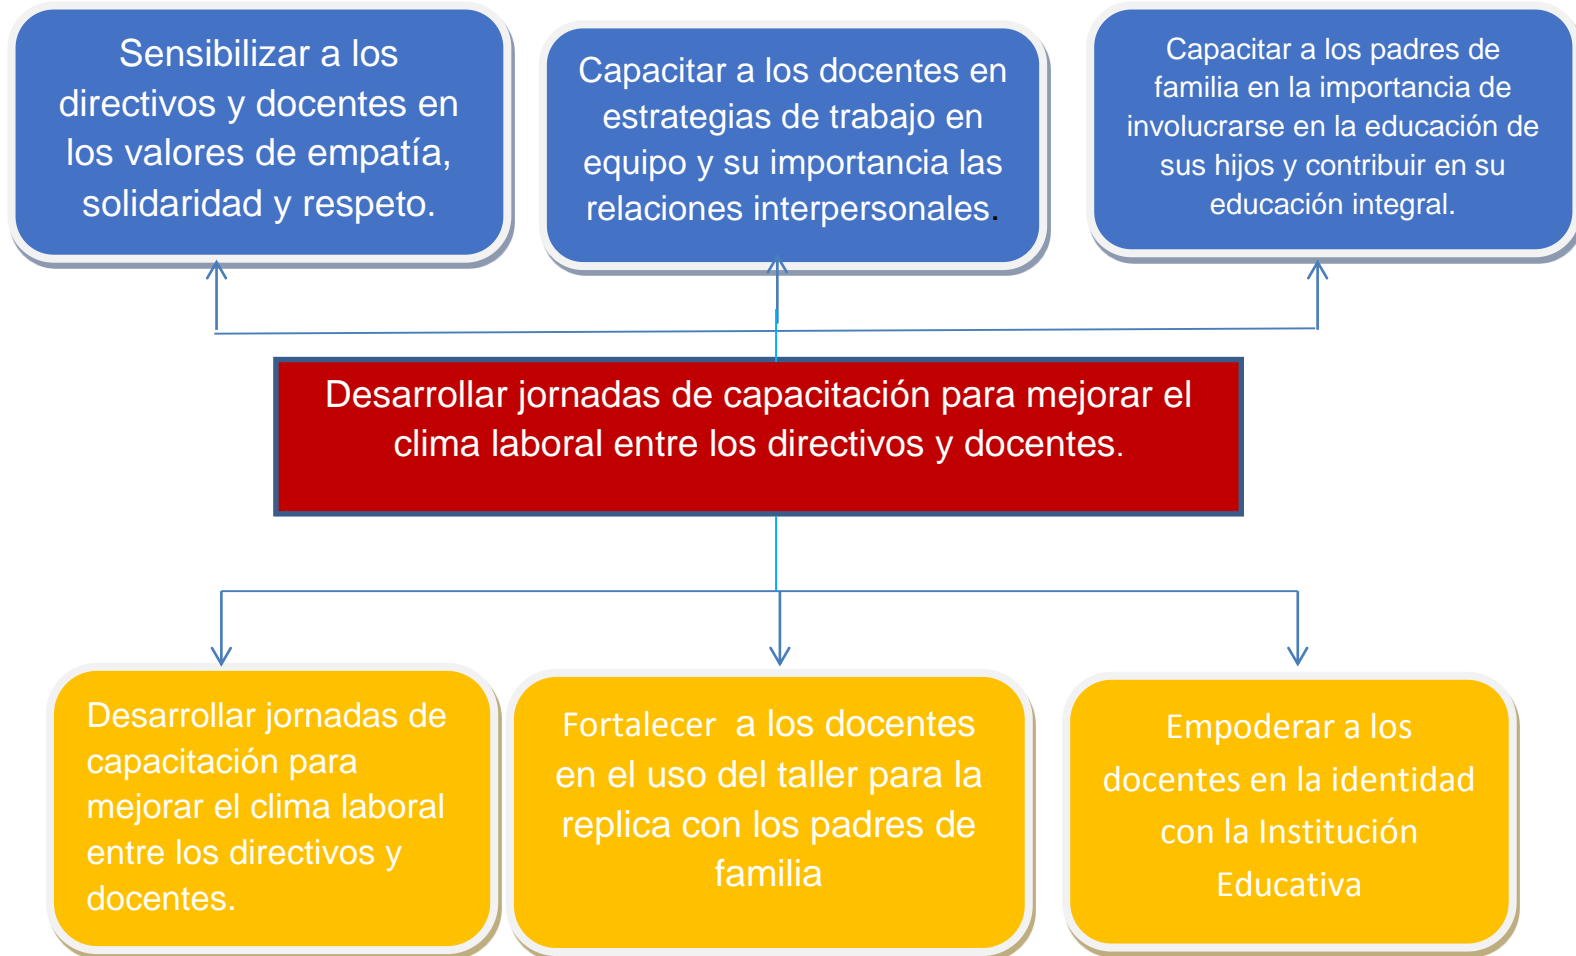 Sensibilizar a los
directivos y docentes en
los valores de empatía,
solidaridad y respeto.
Capacitar a los docentes en
estrategias de trabajo en
equipo y su importancia las
relaciones interpersonales.
Capacitar a los padres de
familia en la importancia de
involucrarse en la educación de
sus hijos y contribuir en su
educación integral.
Desarrollar jornadas de capacitación para mejorar el
clima laboral entre los directivos y docentes.
Desarrollar jornadas de
capacitación para
mejorar el clima laboral
entre los directivos y
docentes.
Fortalecer a los docentes
en el uso del taller para la
replica con los padres de
familia
Empoderar a los
docentes en la identidad
con la Institución
Educativa